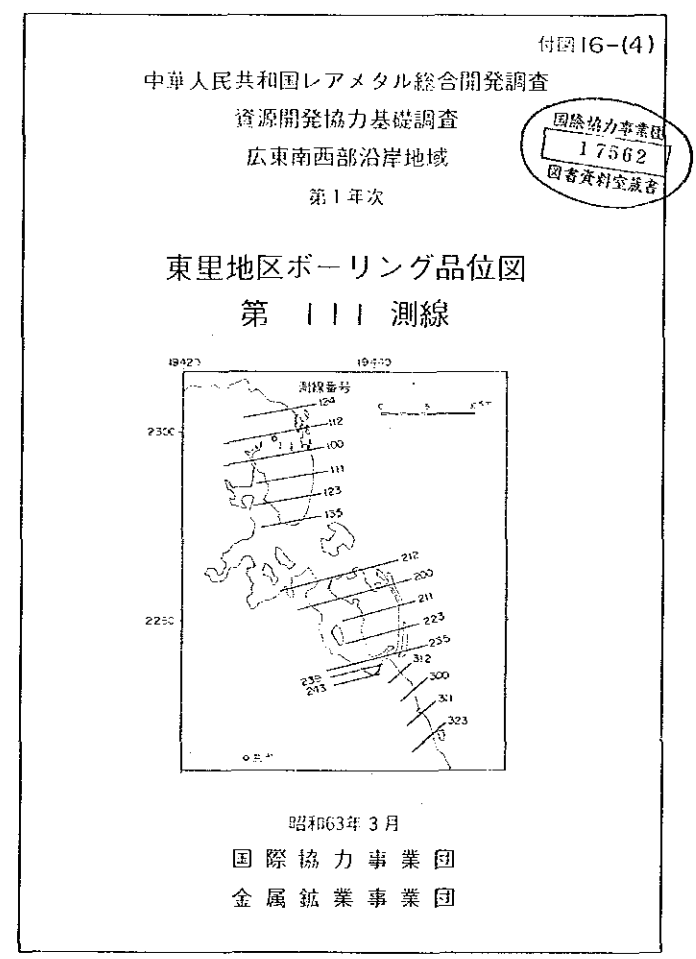 付図16-(4)
中華人民共和国レアメタル総合開発調査
資源開発協力基礎調査
広東南西部沿岸地域
第1年次
国際協力事業団
17562
図書資料室蔵書
東里地区ボーリング品位図
第 111 測線
19420 19440
測線番号
124
2300
112
100
111
123
135
212
200
211
2250
223
235
312
239
243
300
311
323
昭和63年3月
国際協力事業団
金属鉱業事業団